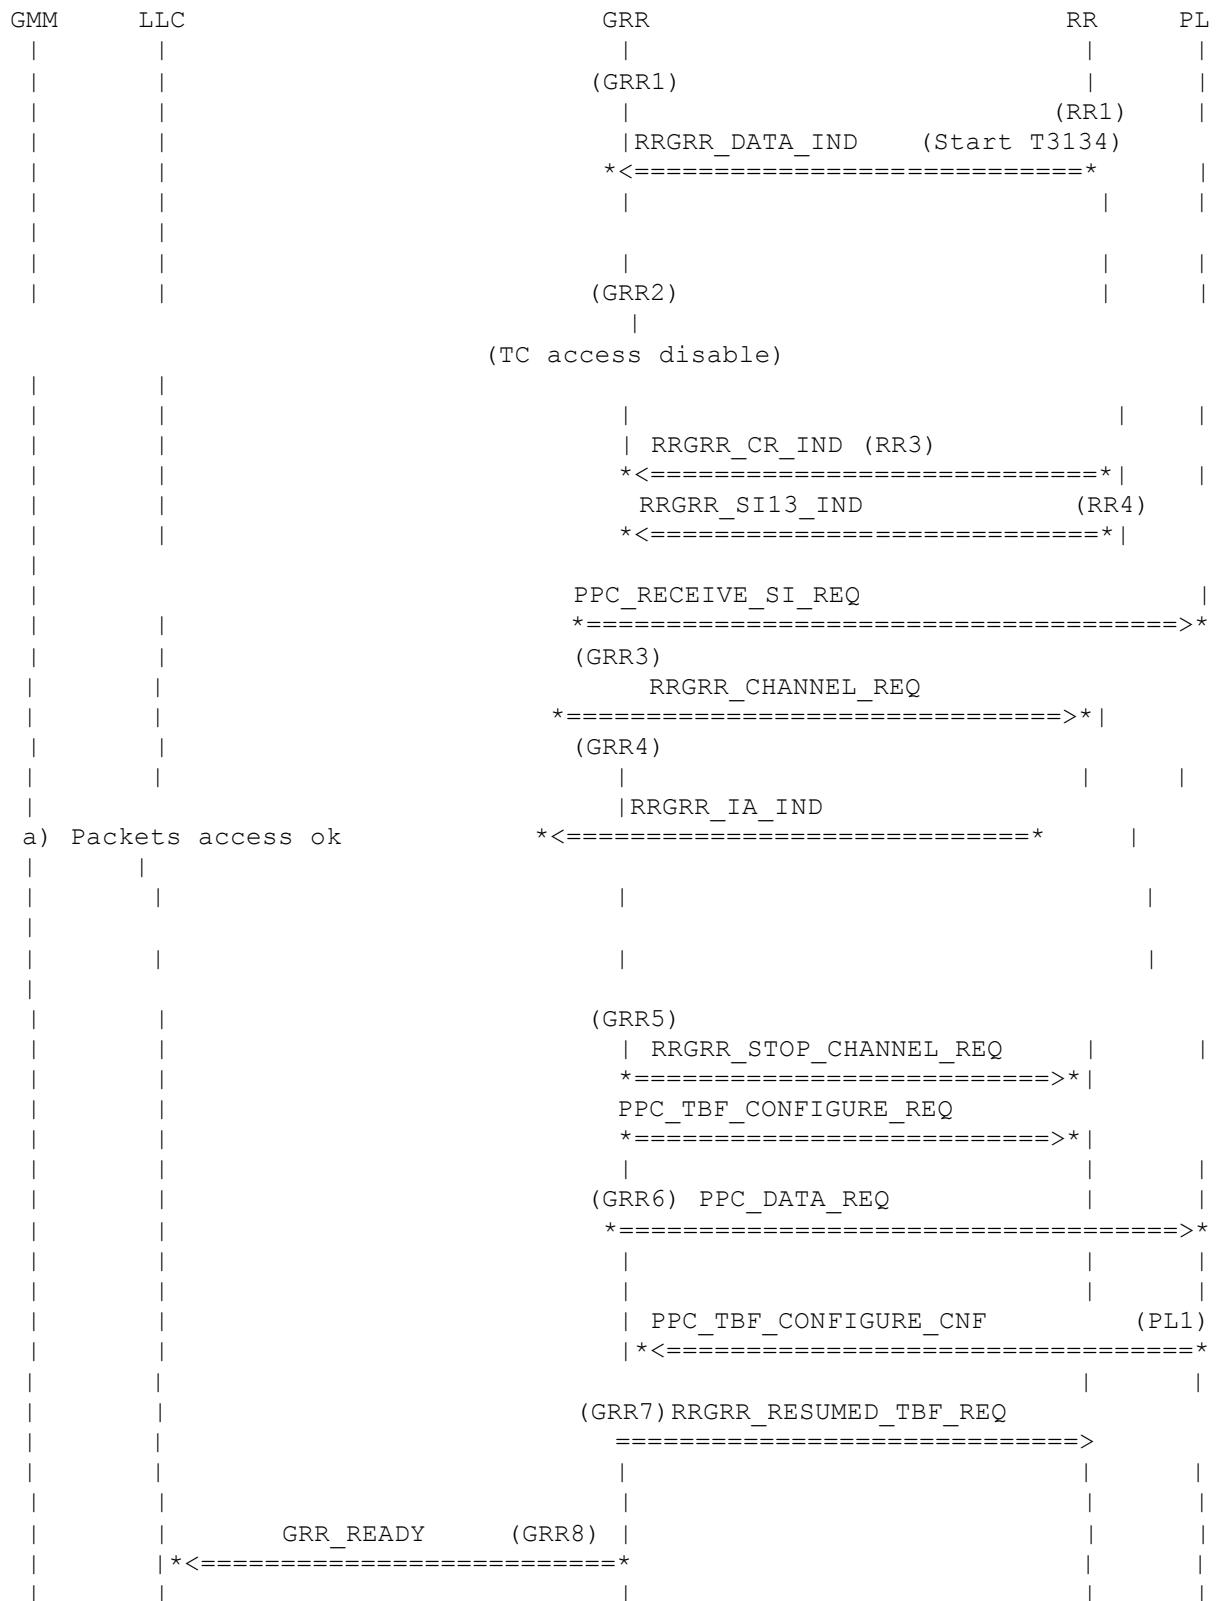 GMM LLC GRR RR PL
(GRR1)
(RR1)
RRGRR_DATA_IND (Start T3134)
*<============================*
(GRR2)
(TC access disable)
RRGRR_CR_IND (RR3)
*<============================*
RRGRR_SI13_IND (RR4)
*<============================*
PPC_RECEIVE_SI_REQ
*=====================================>*
(GRR3)
RRGRR_CHANNEL_REQ
*===============================>*
(GRR4)
RRGRR_IA_IND
a) Packets access ok *<=============================*
(GRR5)
RRGRR_STOP_CHANNEL_REQ
*==========================>*
PPC_TBF_CONFIGURE_REQ
*==========================>*
(GRR6) PPC_DATA_REQ
*===================================>*
PPC_TBF_CONFIGURE_CNF (PL1)
*<=================================*
(GRR7)RRGRR_RESUMED_TBF_REQ
=============================>
GRR_READY (GRR8)
*<==========================*